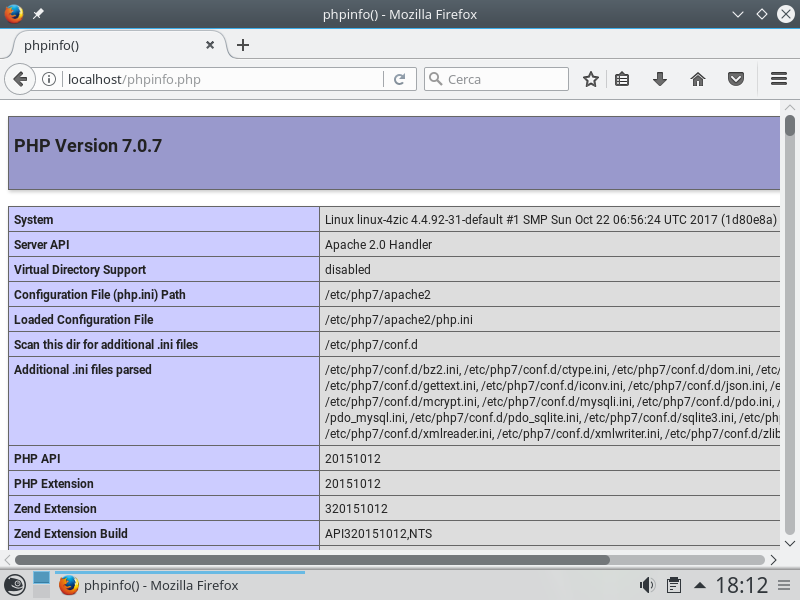 phpinfo() - Mozilla Firefox
phpinfo()
localhost/phpinfo.php
Cerca
PHP Version 7.0.7
System Linux linux-4zic 4.4.92-31-default #1 SMP Sun Oct 22 06:56:24 UTC 2017 (1d80e8a)
Server API Apache 2.0 Handler
Virtual Directory Support disabled
Configuration File (php.ini) Path /etc/php7/apache2
Loaded Configuration File /etc/php7/apache2/php.ini
Scan this dir for additional .ini files /etc/php7/conf.d
Additional .ini files parsed /etc/php7/conf.d/bz2.ini, /etc/php7/conf.d/ctype.ini, /etc/php7/conf.d/dom.ini, /etc/
/etc/php7/conf.d/gettext.ini, /etc/php7/conf.d/iconv.ini, /etc/php7/conf.d/json.ini, /e
/etc/php7/conf.d/mcrypt.ini, /etc/php7/conf.d/mysqli.ini, /etc/php7/conf.d/pdo.ini, /
/pdo_mysql.ini, /etc/php7/conf.d/pdo_sqlite.ini, /etc/php7/conf.d/sqlite3.ini, /etc/php
/etc/php7/conf.d/xmlreader.ini, /etc/php7/conf.d/xmlwriter.ini, /etc/php7/conf.d/zlib
PHP API 20151012
PHP Extension 20151012
Zend Extension 320151012
Zend Extension Build API320151012,NTS
phpinfo() - Mozilla Firefox
18:12